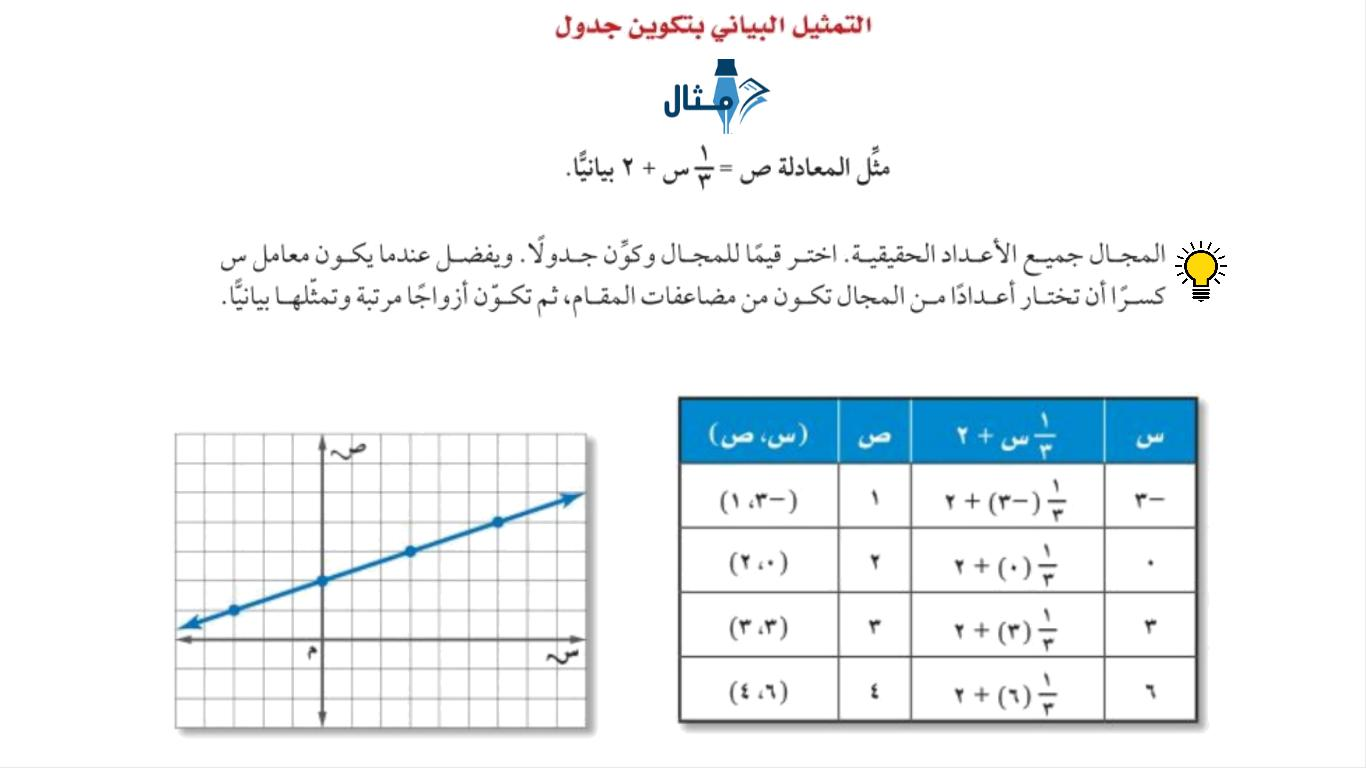 التمثيل البياني بتكوين جدول
مثال
مثِّل المعادلة ص = ١/٣ س + ٢ بيانيًّا.
المجال جميع الأعداد الحقيقية. اختر قيمًا للمجال وكوِّن جدولًا. ويفضل عندما يكون معامل س
كسرًا أن تختار أعدادًا من المجال تكون من مضاعفات المقام، ثم تكوّن أزواجًا مرتبة وتمثّلها بيانيًّا.
س | ١/٣ س + ٢ | ص | (س، ص)
−٣ | ١/٣ (−٣) + ٢ | ١ | (−٣، ١)
٠ | ١/٣ (٠) + ٢ | ٢ | (٠، ٢)
٣ | ١/٣ (٣) + ٢ | ٣ | (٣، ٣)
٦ | ١/٣ (٦) + ٢ | ٤ | (٦، ٤)
ص
م
س